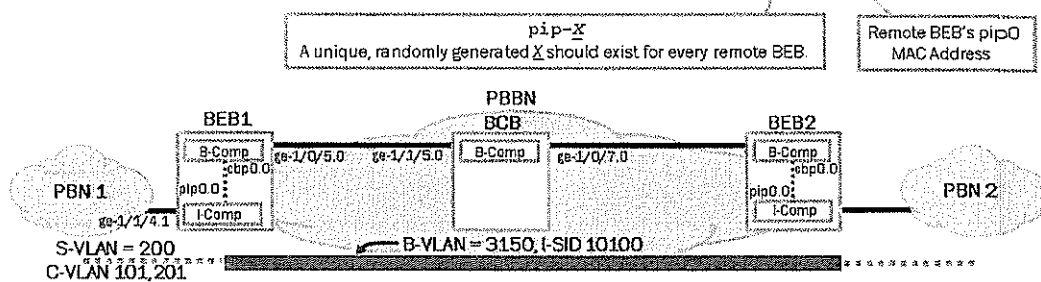 pip-X
A unique, randomly generated X should exist for every remote BEB.
Remote BEB's pip0
MAC Address
PBBN
BEB1
BCB
BEB2
B-Comp
ge-1/0/5.0
ge-1/1/5.0
B-Comp
ge-1/0/7.0
B-Comp
cbp0.0
cbp0.0
PBN 1
pip0.0
pip0.0
PBN 2
ge-1/1/4.1
I-Comp
I-Comp
S-VLAN = 200
B-VLAN = 3150, I-SID 10100
C-VLAN 101,201